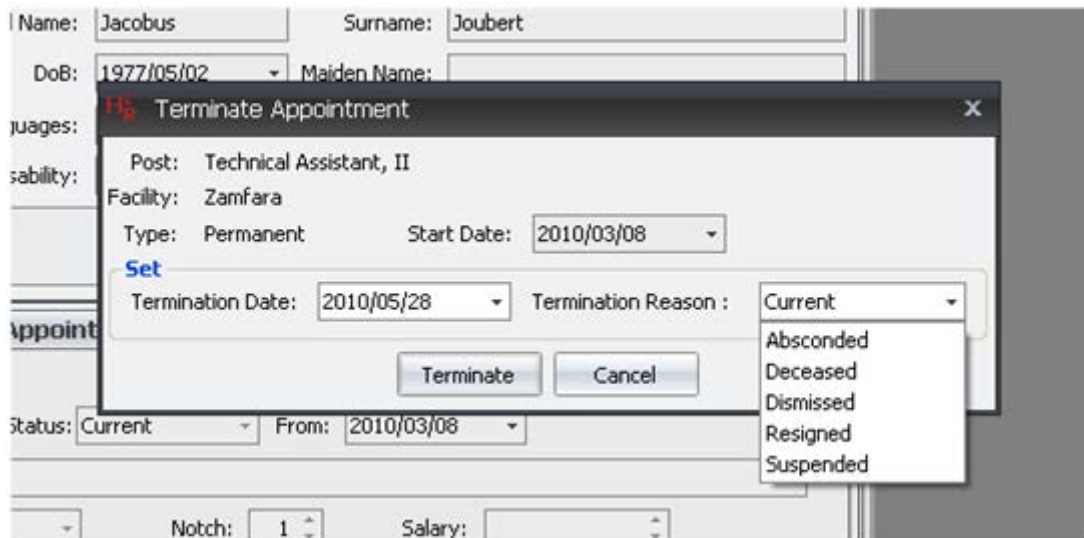 l Name: Jacobus Surname: Joubert
DoB: 1977/05/02 Maiden Name:
HR Terminate Appointment x
guages:
Post: Technical Assistant, II
sability:
Facility: Zamfara
Type: Permanent Start Date: 2010/03/08
Set
Termination Date: 2010/05/28 Termination Reason : Current
Absconded
Appoint
Deceased
Terminate Cancel
Dismissed
Status: Current From: 2010/03/08
Resigned
Suspended
Notch: 1 Salary: